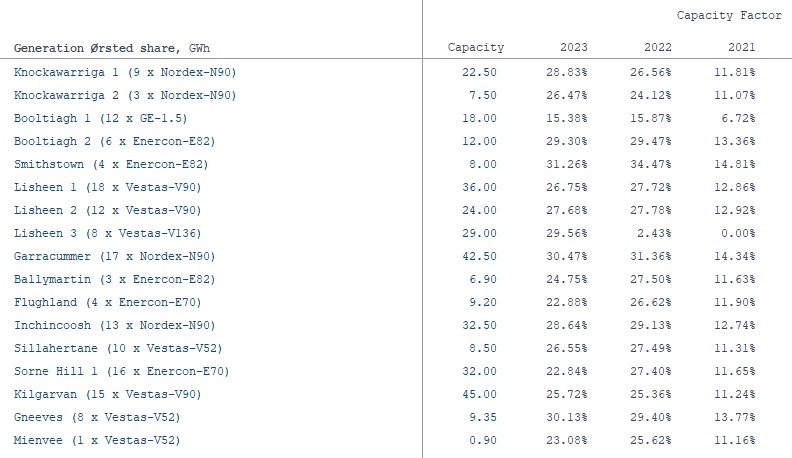 Capacity Factor
Generation Ørsted share, GWh Capacity 2023 2022 2021
Knockawarriga 1 (9 x Nordex-N90) 22.50 28.83% 26.56% 11.81%
Knockawarriga 2 (3 x Nordex-N90) 7.50 26.47% 24.12% 11.07%
Booltiagh 1 (12 x GE-1.5) 18.00 15.38% 15.87% 6.72%
Booltiagh 2 (6 x Enercon-E82) 12.00 29.30% 29.47% 13.36%
Smithstown (4 x Enercon-E82) 8.00 31.26% 34.47% 14.81%
Lisheen 1 (18 x Vestas-V90) 36.00 26.75% 27.72% 12.86%
Lisheen 2 (12 x Vestas-V90) 24.00 27.68% 27.78% 12.92%
Lisheen 3 (8 x Vestas-V136) 29.00 29.56% 2.43% 0.00%
Garracummer (17 x Nordex-N90) 42.50 30.47% 31.36% 14.34%
Ballymartin (3 x Enercon-E82) 6.90 24.75% 27.50% 11.63%
Flughland (4 x Enercon-E70) 9.20 22.88% 26.62% 11.90%
Inchincoosh (13 x Nordex-N90) 32.50 28.64% 29.13% 12.74%
Sillahertane (10 x Vestas-V52) 8.50 26.55% 27.49% 11.31%
Sorne Hill 1 (16 x Enercon-E70) 32.00 22.84% 27.40% 11.65%
Kilgarvan (15 x Vestas-V90) 45.00 25.72% 25.36% 11.24%
Gneeves (8 x Vestas-V52) 9.35 30.13% 29.40% 13.77%
Mienvee (1 x Vestas-V52) 0.90 23.08% 25.62% 11.16%